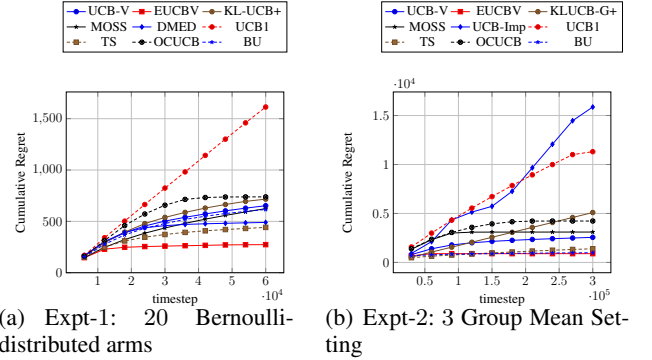 UCB-V EUCBV KL-UCB+
MOSS DMED UCB1
TS OCUCB BU
Cumulative Regret
1,500
1,000
500
0
1 2 3 4 5 6
timestep
·10^4
(a) Expt-1: 20 Bernoulli-
distributed arms
UCB-V EUCBV KLUCB-G+
MOSS UCB-Imp UCB1
TS OCUCB BU
·10^4
Cumulative Regret
1.5
1
0.5
0
0.5 1 1.5 2 2.5 3
timestep
·10^5
(b) Expt-2: 3 Group Mean Set-
ting